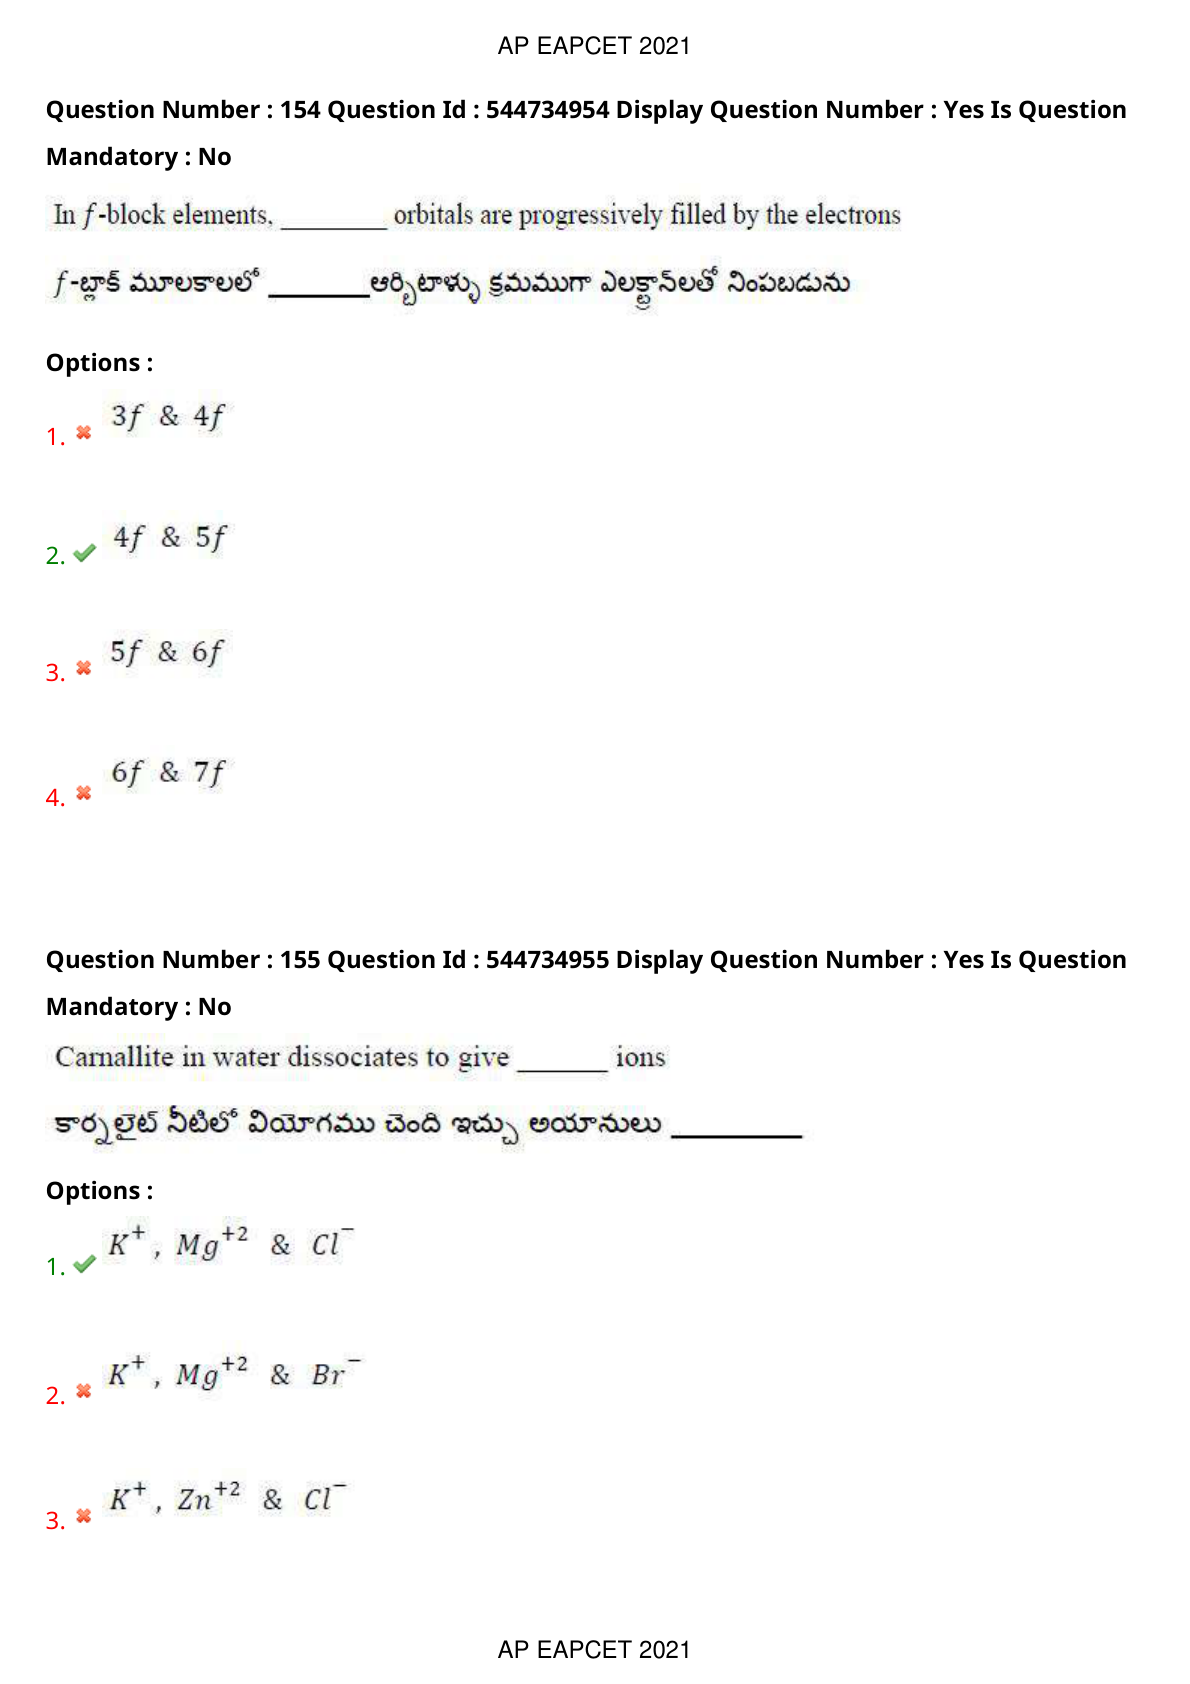 AP EAPCET 2021
Question Number : 154 Question Id : 544734954 Display Question Number : Yes Is Question
Mandatory : No
In f-block elements, ________ orbitals are progressively filled by the electrons
f-బ్లాక్ మూలకాలలో ________ఆర్బిటాళ్ళు క్రమముగా ఎలక్ట్రాన్‌లతో నింపబడును
Options :
1. ✖ 3f & 4f
2. ✔ 4f & 5f
3. ✖ 5f & 6f
4. ✖ 6f & 7f
Question Number : 155 Question Id : 544734955 Display Question Number : Yes Is Question
Mandatory : No
Carnallite in water dissociates to give _______ ions
కార్నలైట్ నీటిలో వియోగము చెంది ఇచ్చు అయానులు __________
Options :
1. ✔ K⁺ , Mg⁺² & Cl⁻
2. ✖ K⁺ , Mg⁺² & Br⁻
3. ✖ K⁺ , Zn⁺² & Cl⁻
AP EAPCET 2021